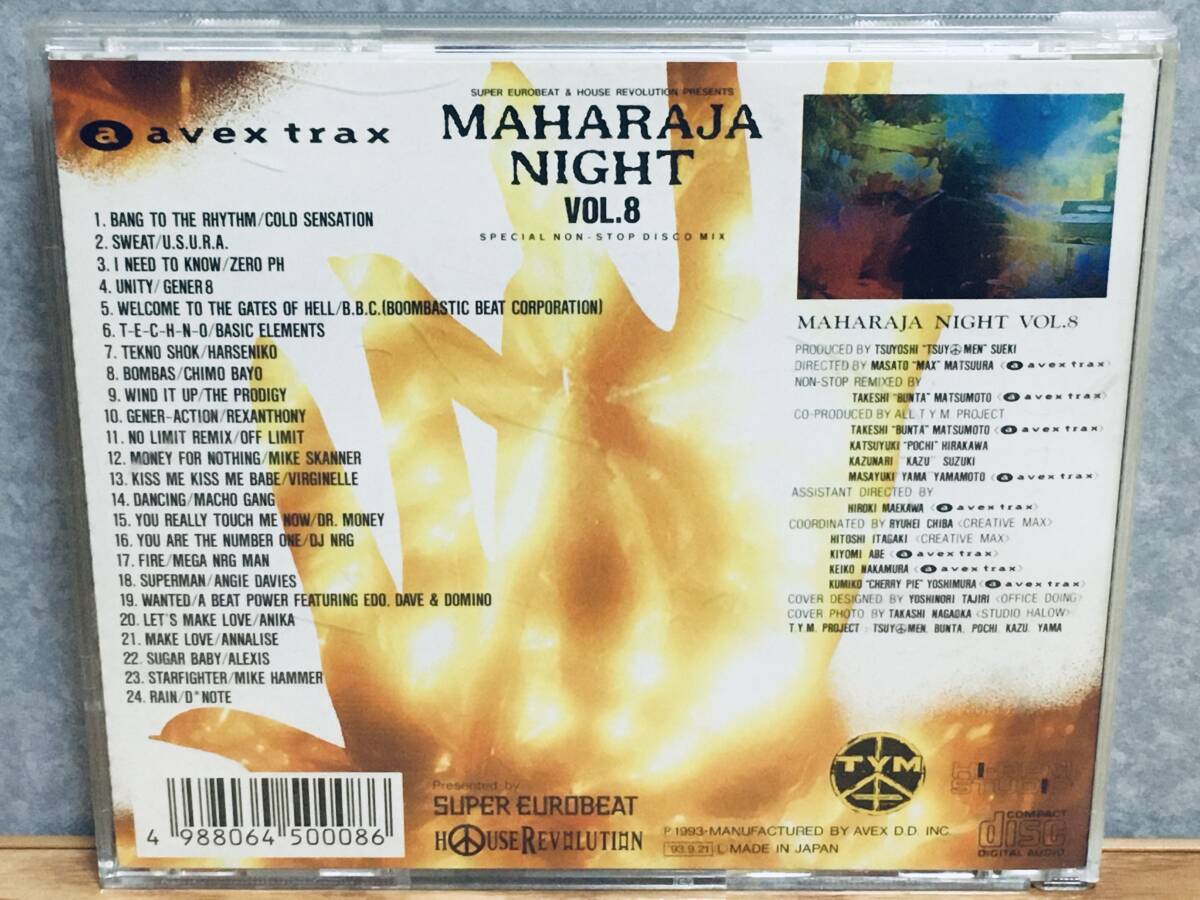 a avex trax
SUPER EUROBEAT & HOUSE REVOLUTION PRESENTS
MAHARAJA
NIGHT
VOL.8
SPECIAL NON-STOP DISCO MIX
1. BANG TO THE RHYTHM/COLD SENSATION
2. SWEAT/U.S.U.R.A.
3. I NEED TO KNOW/ZERO PH
4. UNITY/GENER 8
5. WELCOME TO THE GATES OF HELL/B.B.C.(BOOMBASTIC BEAT CORPORATION)
6. T-E-C-H-N-O/BASIC ELEMENTS
7. TEKNO SHOK/HARSENIKO
8. BOMBAS/CHIMO BAYO
9. WIND IT UP/THE PRODIGY
10. GENER-ACTION/REXANTHONY
11. NO LIMIT REMIX/OFF LIMIT
12. MONEY FOR NOTHING/MIKE SKANNER
13. KISS ME KISS ME BABE/VIRGINELLE
14. DANCING/MACHO GANG
15. YOU REALLY TOUCH ME NOW/DR. MONEY
16. YOU ARE THE NUMBER ONE/DJ NRG
17. FIRE/MEGA NRG MAN
18. SUPERMAN/ANGIE DAVIES
19. WANTED/A BEAT POWER FEATURING EDO, DAVE & DOMINO
20. LET'S MAKE LOVE/ANIKA
21. MAKE LOVE/ANNALISE
22. SUGAR BABY/ALEXIS
23. STARFIGHTER/MIKE HAMMER
24. RAIN/D*NOTE
MAHARAJA NIGHT VOL.8
PRODUCED BY TSUYOSHI "TSUY☮MEN" SUEKI
DIRECTED BY MASATO "MAX" MATSUURA <a avex trax>
NON-STOP REMIXED BY
TAKESHI "BUNTA" MATSUMOTO <a avex trax>
CO-PRODUCED BY ALL T Y M PROJECT
TAKESHI "BUNTA" MATSUMOTO <a avex trax>
KATSUYUKI "POCHI" HIRAKAWA
KAZUNARI "KAZU" SUZUKI
MASAYUKI "YAMA" YAMAMOTO <a avex trax>
ASSISTANT DIRECTED BY
HIROKI MAEKAWA <a avex trax>
COORDINATED BY RYUHEI CHIBA <CREATIVE MAX>
HITOSHI ITAGAKI <CREATIVE MAX>
KIYOMI ABE <a avex trax>
KEIKO NAKAMURA <a avex trax>
KUMIKO "CHERRY PIE" YOSHIMURA <a avex trax>
COVER DESIGNED BY YOSHINORI TAJIRI <OFFICE DOING>
COVER PHOTO BY TAKASHI NAGAOKA <STUDIO HALOW>
T.Y.M. PROJECT : TSUY☮MEN, BUNTA, POCHI, KAZU, YAMA
4 988064 500086
Presented by
SUPER EUROBEAT
H☮USE REVOLUTION
TYM
COMPACT
disc
DIGITAL AUDIO
P 1993-MANUFACTURED BY AVEX D.D. INC.
93.9.21 L MADE IN JAPAN